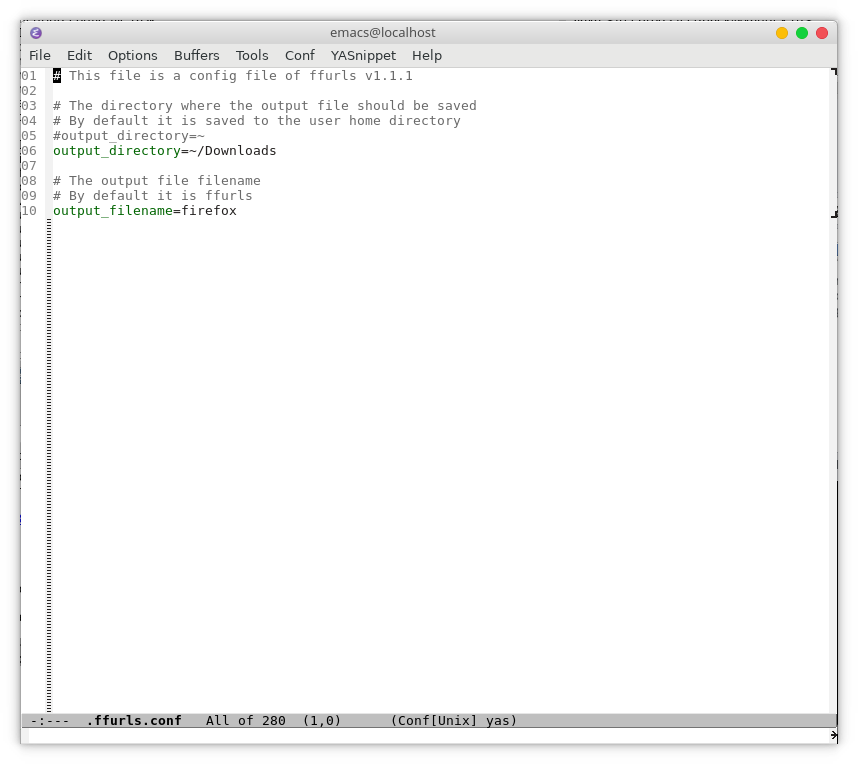 emacs@localhost
File Edit Options Buffers Tools Conf YASnippet Help
01 # This file is a config file of ffurls v1.1.1
02
03 # The directory where the output file should be saved
04 # By default it is saved to the user home directory
05 #output_directory=~
06 output_directory=~/Downloads
07
08 # The output file filename
09 # By default it is ffurls
10 output_filename=firefox
-:--- .ffurls.conf All of 280 (1,0) (Conf[Unix] yas)